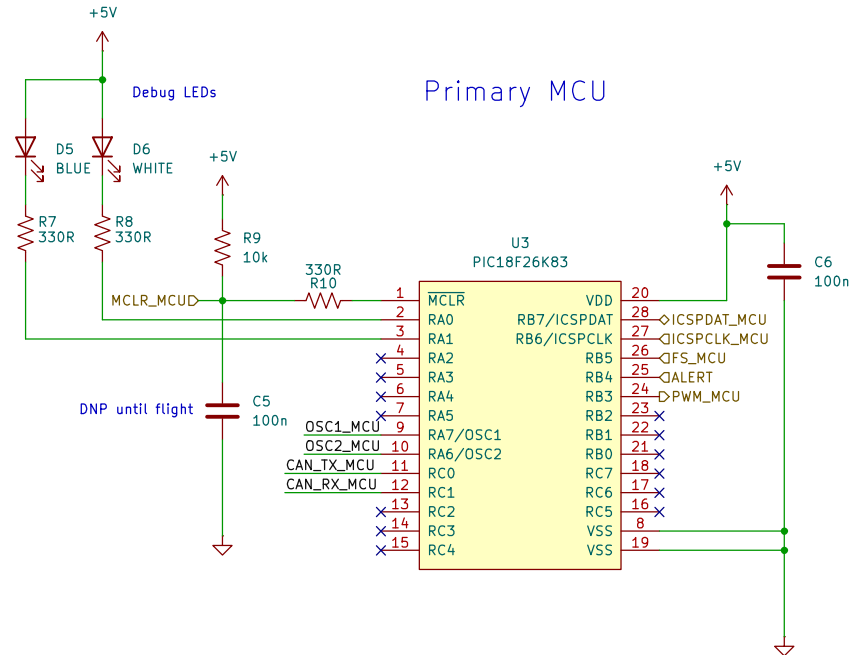 +5V
Debug LEDs
Primary MCU
D5
BLUE
D6
WHITE
+5V
+5V
R7
330R
R8
330R
R9
10k
U3
PIC18F26K83
C6
100n
330R
R10
MCLR_MCU
1 MCLR VDD 20
2 RA0 RB7/ICSPDAT 28 ICSPDAT_MCU
3 RA1 RB6/ICSPCLK 27 ICSPCLK_MCU
4 RA2 RB5 26 FS_MCU
5 RA3 RB4 25 ALERT
6 RA4 RB3 24 PWM_MCU
7 RA5 RB2 23
DNP until flight
C5
100n
OSC1_MCU 9 RA7/OSC1 RB1 22
OSC2_MCU 10 RA6/OSC2 RB0 21
CAN_TX_MCU 11 RC0 RC7 18
CAN_RX_MCU 12 RC1 RC6 17
13 RC2 RC5 16
14 RC3 VSS 8
15 RC4 VSS 19